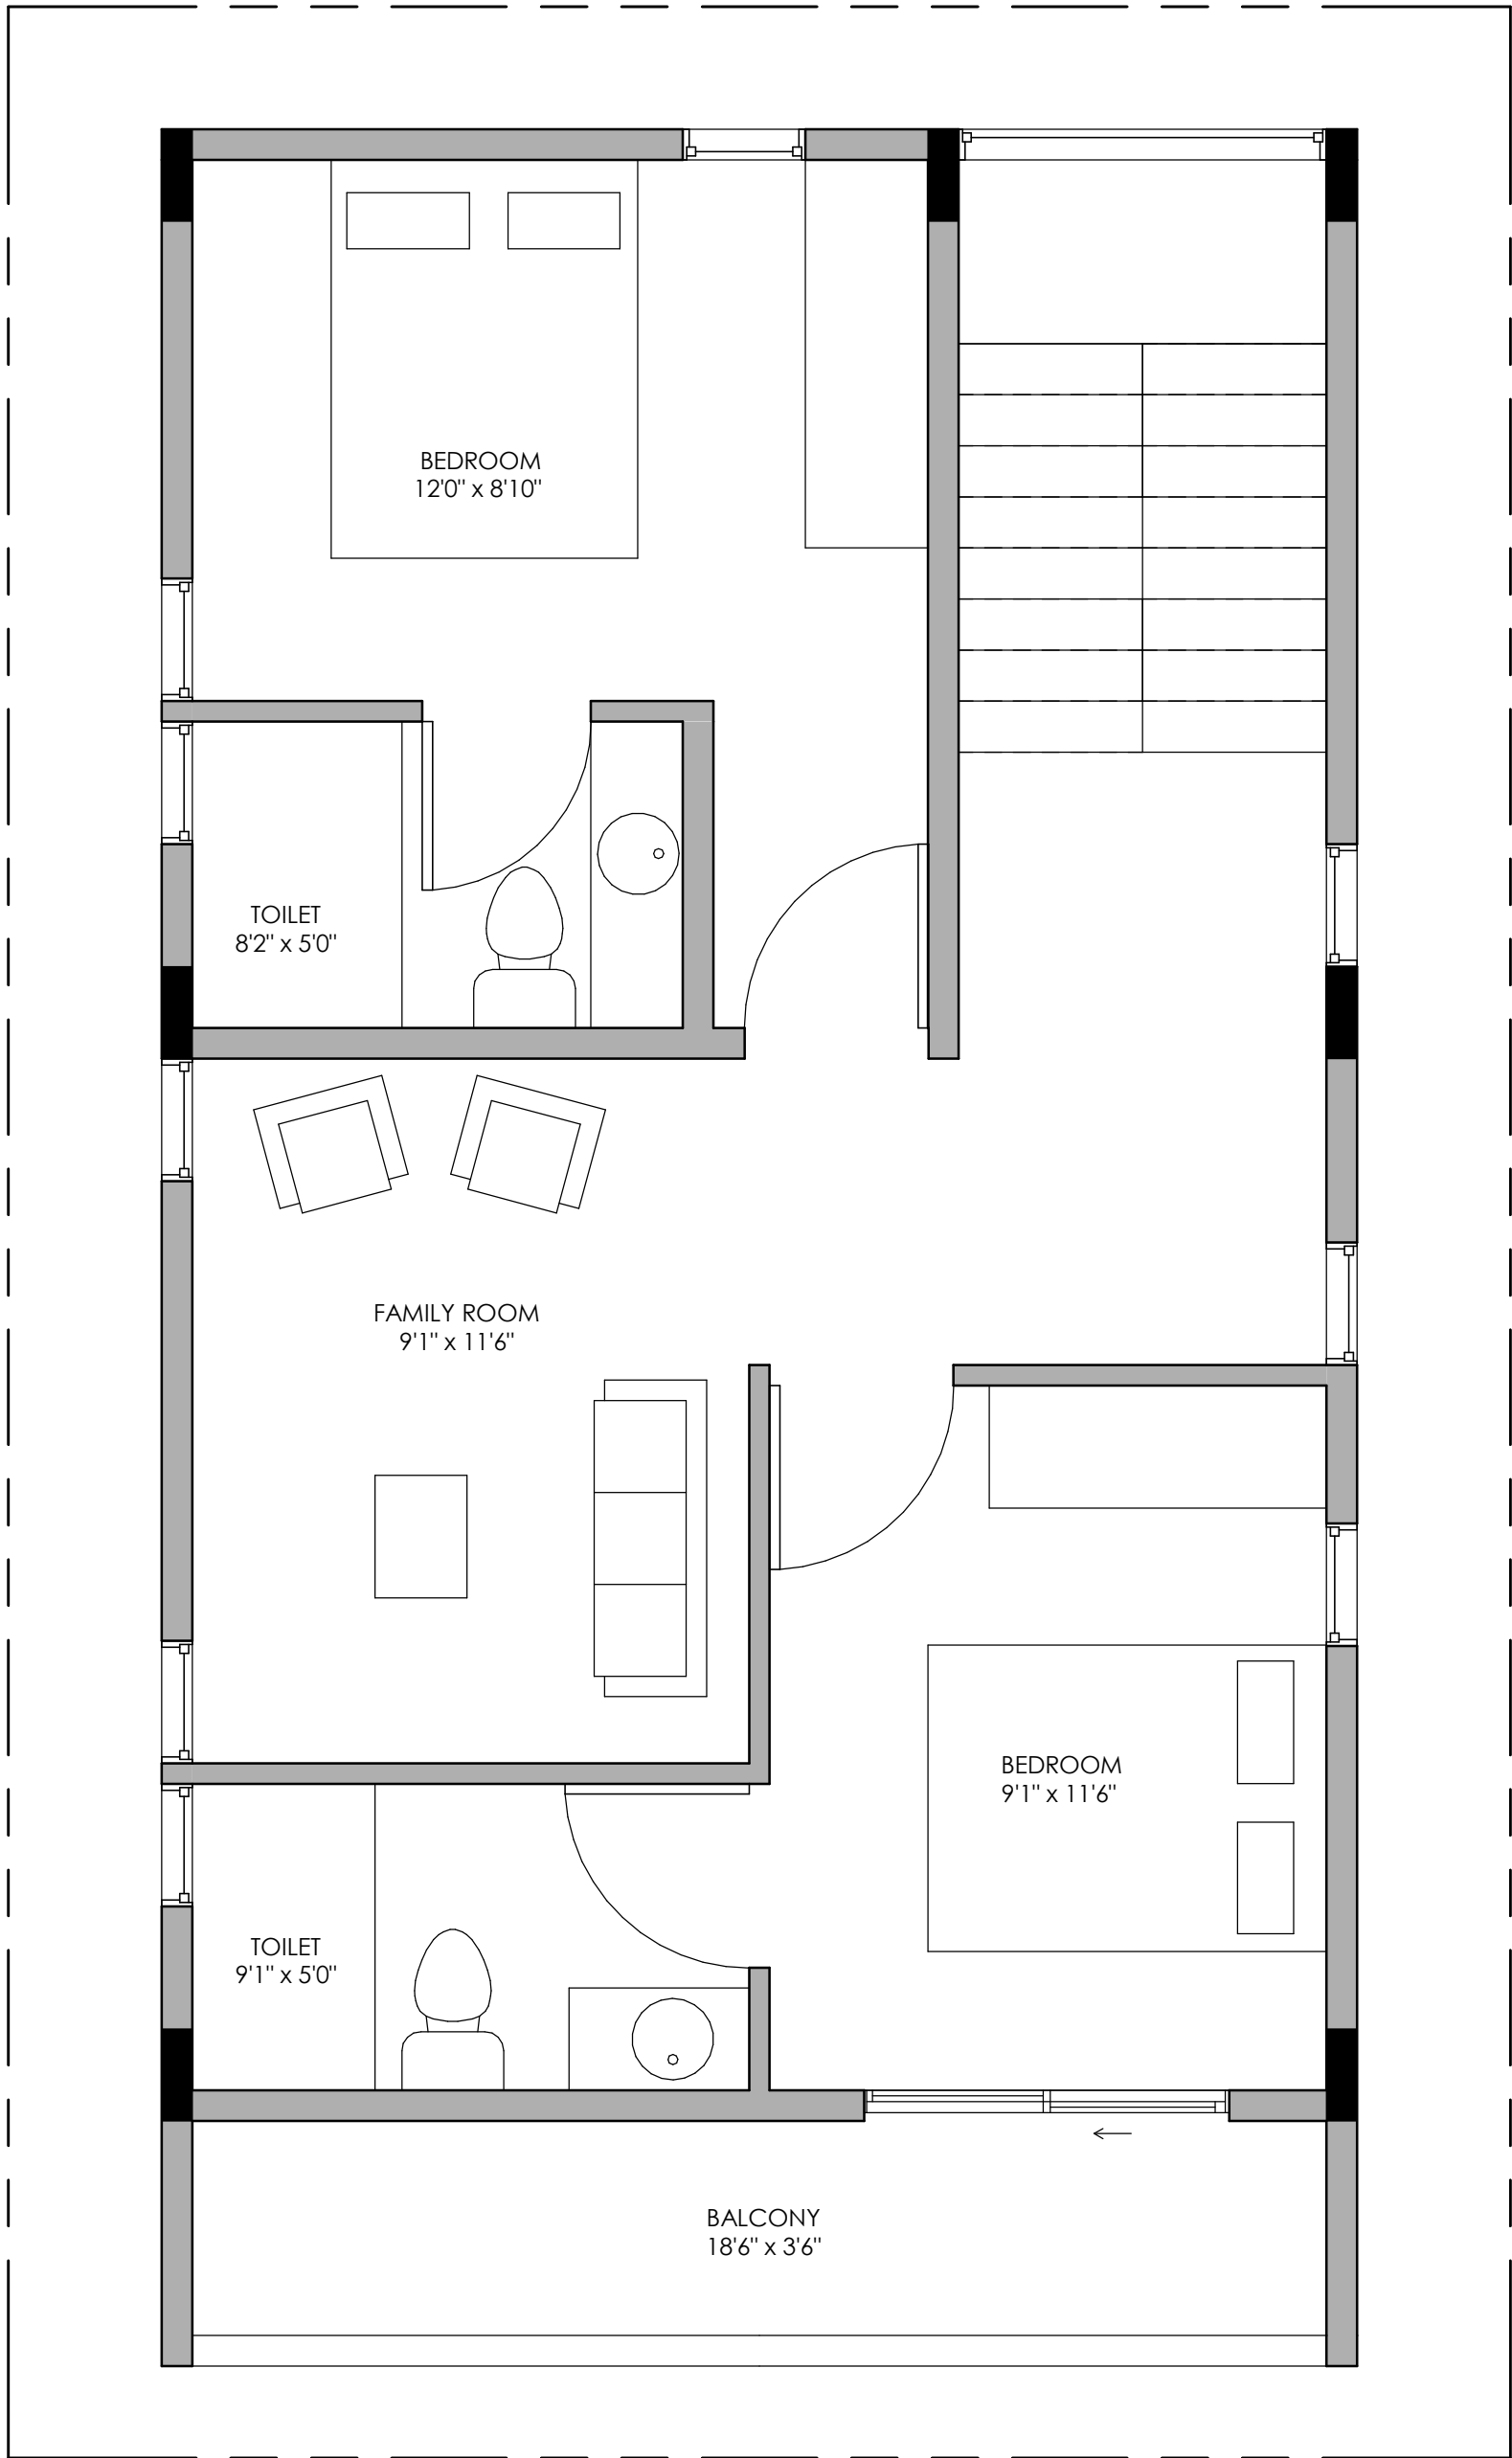 BEDROOM
12'0" x 8'10"
TOILET
8'2" x 5'0"
FAMILY ROOM
9'1" x 11'6"
BEDROOM
9'1" x 11'6"
TOILET
9'1" x 5'0"
BALCONY
18'6" x 3'6"